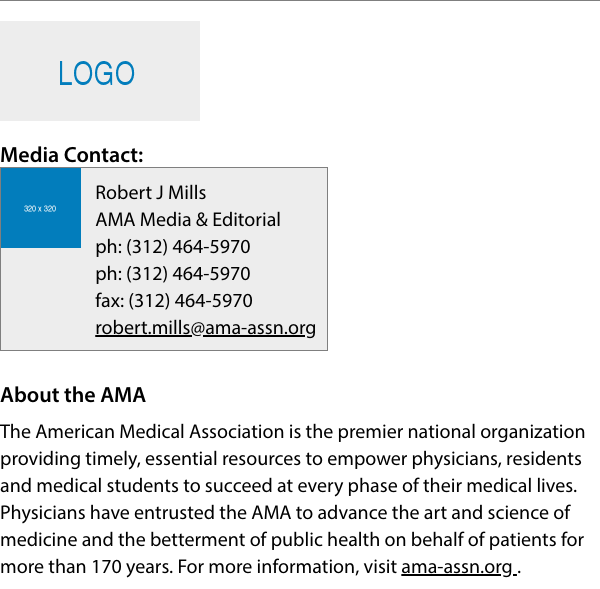 LOGO
Media Contact:
320 x 320
Robert J Mills
AMA Media & Editorial
ph: (312) 464-5970
ph: (312) 464-5970
fax: (312) 464-5970
robert.mills@ama-assn.org
About the AMA
The American Medical Association is the premier national organization
providing timely, essential resources to empower physicians, residents
and medical students to succeed at every phase of their medical lives.
Physicians have entrusted the AMA to advance the art and science of
medicine and the betterment of public health on behalf of patients for
more than 170 years. For more information, visit ama-assn.org .